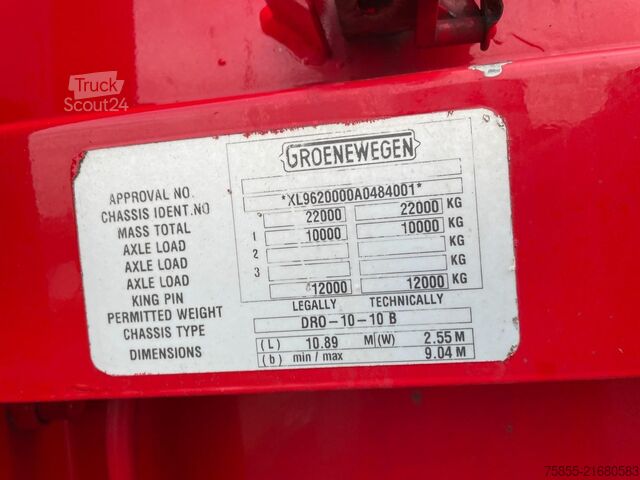 Truck
Scout24
GROENEWEGEN
APPROVAL NO.
CHASSIS IDENT.NO *XL9620000A0484001*
MASS TOTAL 22000 22000 KG
AXLE LOAD 1 10000 10000 KG
AXLE LOAD 2 KG
AXLE LOAD 3 KG
KING PIN 12000 12000 KG
PERMITTED WEIGHT LEGALLY TECHNICALLY
CHASSIS TYPE DRO-10-10 B
DIMENSIONS (L) 10.89 M (W) 2.55 M
(b) min / max 9.04 M
75855-21680583